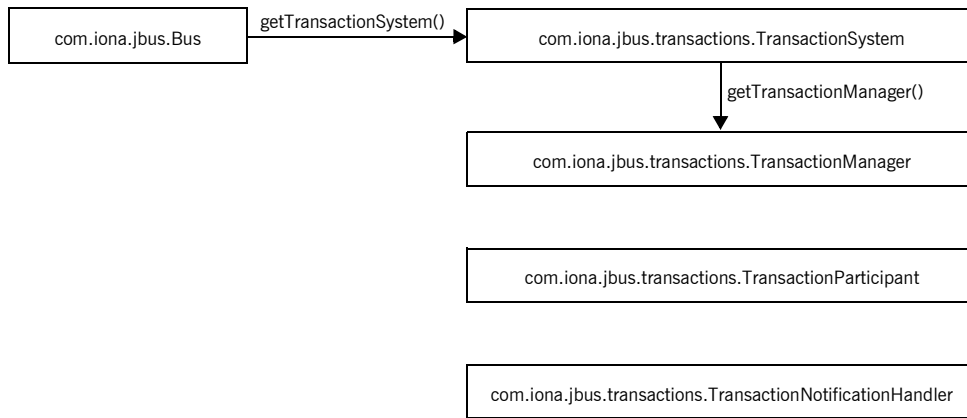 com.iona.jbus.Bus
getTransactionSystem()
com.iona.jbus.transactions.TransactionSystem
getTransactionManager()
com.iona.jbus.transactions.TransactionManager
com.iona.jbus.transactions.TransactionParticipant
com.iona.jbus.transactions.TransactionNotificationHandler